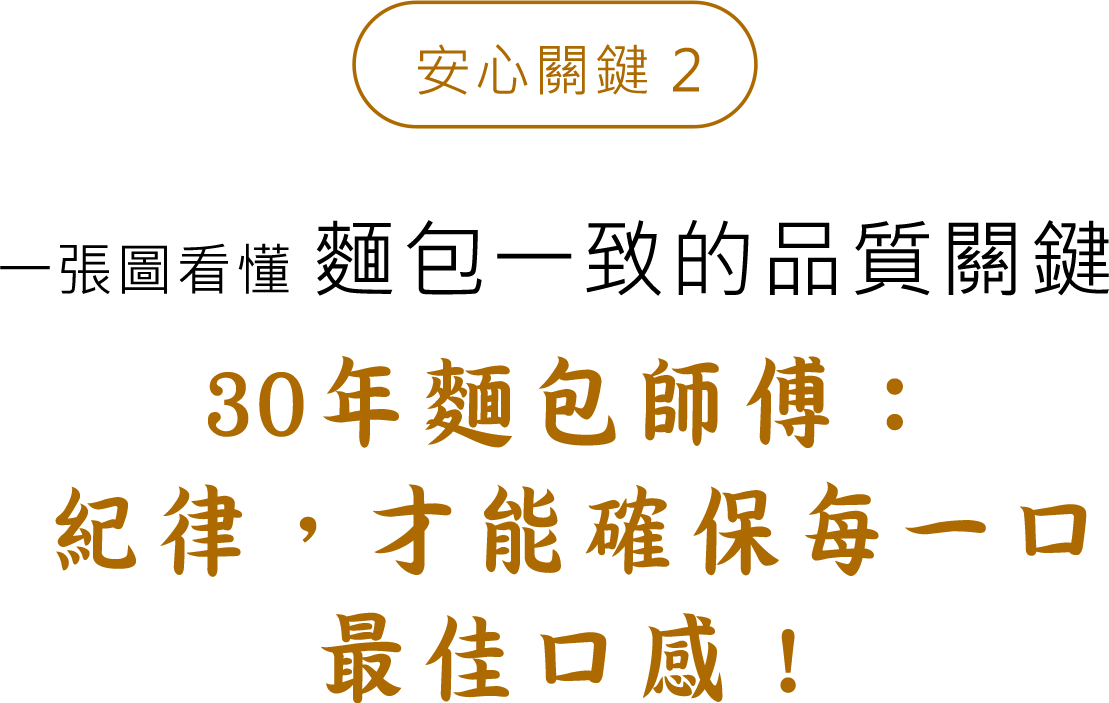 安心關鍵 2
一張圖看懂 麵包一致的品質關鍵
30年麵包師傅：
紀律，才能確保每一口
最佳口感！